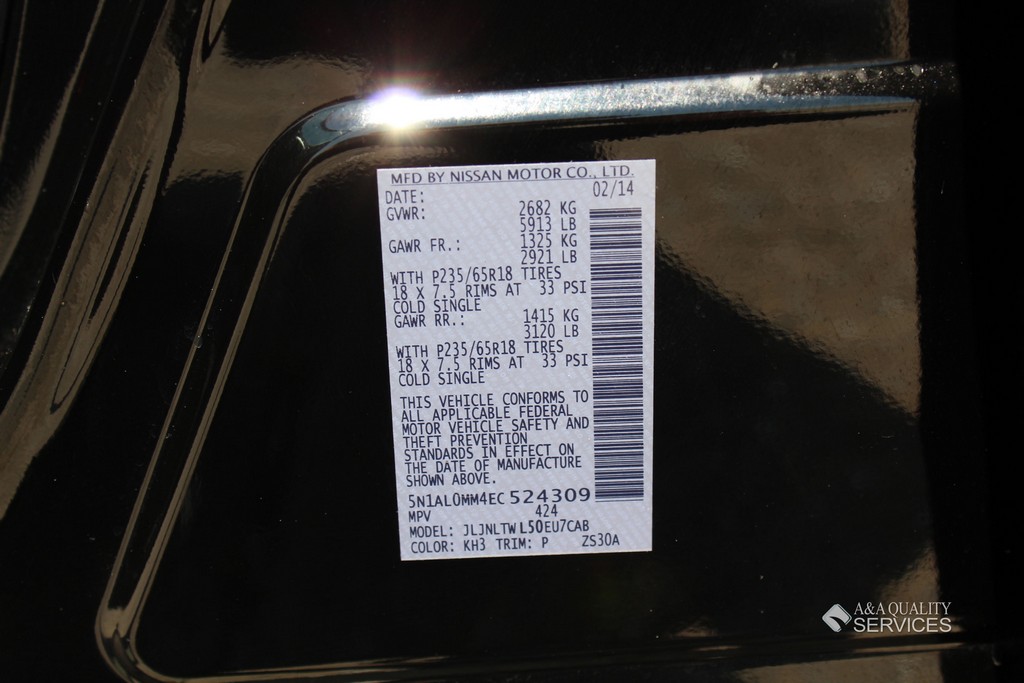 MFD BY NISSAN MOTOR CO., LTD.
DATE: 02/14
GVWR: 2682 KG
5913 LB
GAWR FR.: 1325 KG
2921 LB
WITH P235/65R18 TIRES
18 X 7.5 RIMS AT 33 PSI
COLD SINGLE
GAWR RR.: 1415 KG
3120 LB
WITH P235/65R18 TIRES
18 X 7.5 RIMS AT 33 PSI
COLD SINGLE
THIS VEHICLE CONFORMS TO
ALL APPLICABLE FEDERAL
MOTOR VEHICLE SAFETY AND
THEFT PREVENTION
STANDARDS IN EFFECT ON
THE DATE OF MANUFACTURE
SHOWN ABOVE.
5N1AL0MM4EC524309
MPV 424
MODEL: JLJNLTWL50EU7CAB
COLOR: KH3 TRIM: P ZS30A
A&A QUALITY
SERVICES